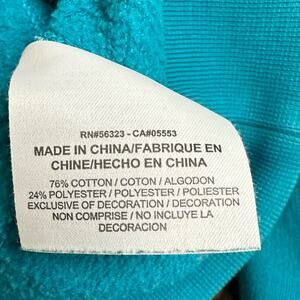 RN#56323 - CA#05553
MADE IN CHINA/FABRIQUE EN
CHINE/HECHO EN CHINA
76% COTTON / COTON / ALGODON
24% POLYESTER / POLYESTER / POLIESTER
EXCLUSIVE OF DECORATION / DECORATION
NON COMPRISE / NO INCLUYE LA
DECORACION